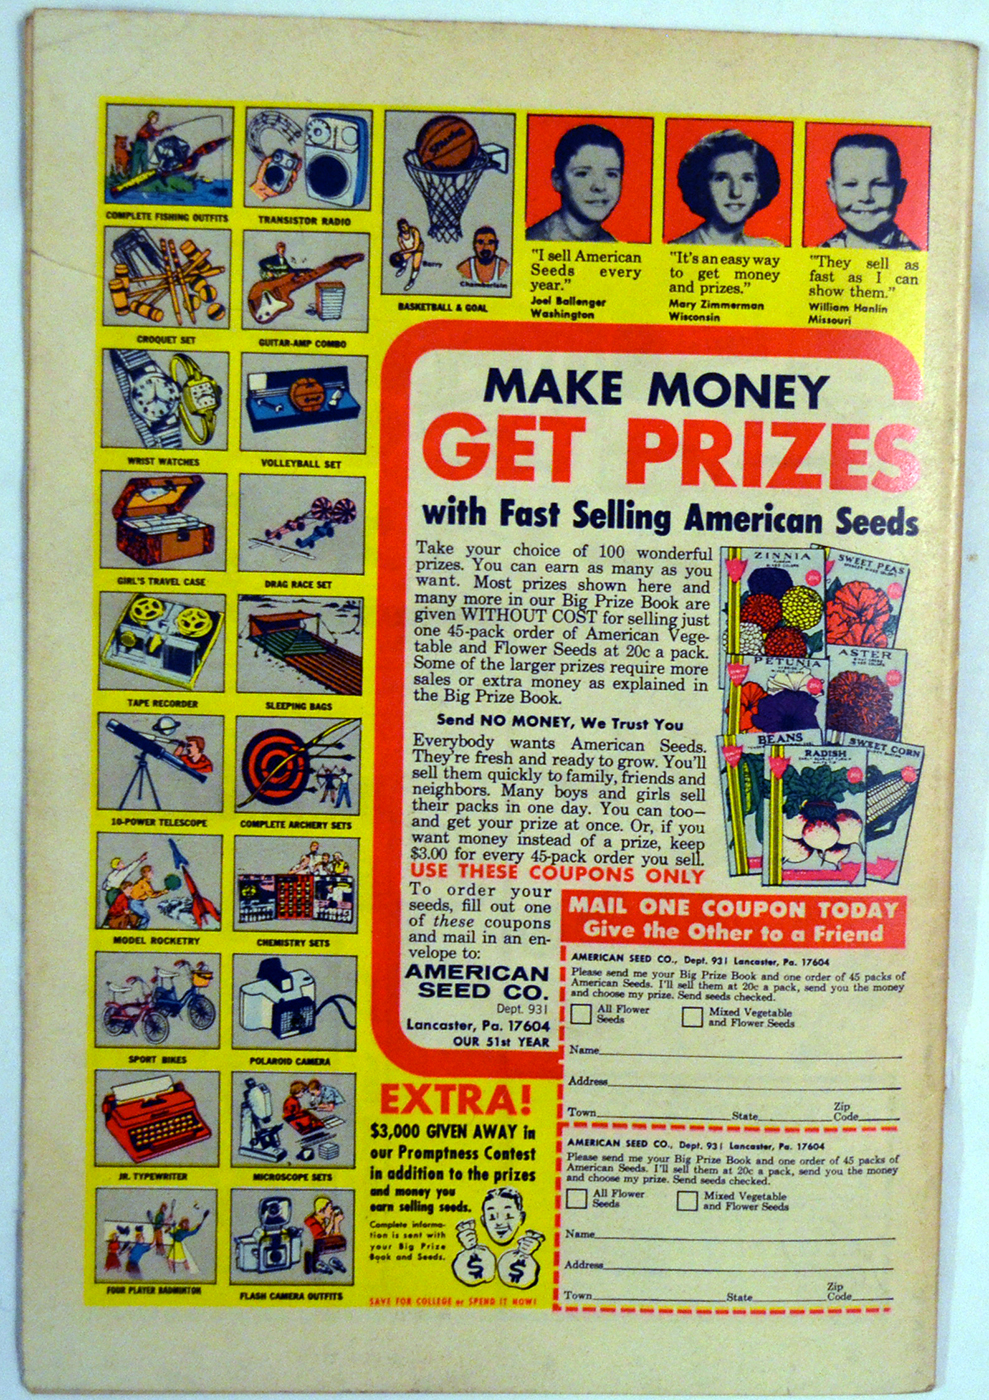 COMPLETE FISHING OUTFITS
TRANSISTOR RADIO
Barry
Chamberlain
BASKETBALL & GOAL
CROQUET SET
GUITAR-AMP COMBO
WRIST WATCHES
VOLLEYBALL SET
GIRL'S TRAVEL CASE
DRAG RACE SET
TAPE RECORDER
SLEEPING BAGS
10-POWER TELESCOPE
COMPLETE ARCHERY SETS
MODEL ROCKETRY
CHEMISTRY SETS
SPORT BIKES
POLAROID CAMERA
JR. TYPEWRITER
MICROSCOPE SETS
FOUR PLAYER BADMINTON
FLASH CAMERA OUTFITS
"I sell American
Seeds every
year."
Joel Ballenger
Washington
"It's an easy way
to get money
and prizes."
Mary Zimmerman
Wisconsin
"They sell as
fast as I can
show them."
William Hanlin
Missouri
MAKE MONEY
GET PRIZES
with Fast Selling American Seeds
Take your choice of 100 wonderful
prizes. You can earn as many as you
want. Most prizes shown here and
many more in our Big Prize Book are
given WITHOUT COST for selling just
one 45-pack order of American Vege-
table and Flower Seeds at 20c a pack.
Some of the larger prizes require more
sales or extra money as explained in
the Big Prize Book.
Send NO MONEY, We Trust You
Everybody wants American Seeds.
They're fresh and ready to grow. You'll
sell them quickly to family, friends and
neighbors. Many boys and girls sell
their packs in one day. You can too—
and get your prize at once. Or, if you
want money instead of a prize, keep
$3.00 for every 45-pack order you sell.
USE THESE COUPONS ONLY
ZINNIA
SWEET PEAS
PETUNIA
ASTER
BEANS
RADISH
SWEET CORN
To order your
seeds, fill out one
of these coupons
and mail in an en-
velope to:
AMERICAN
SEED CO.
Dept. 931
Lancaster, Pa. 17604
OUR 51st YEAR
MAIL ONE COUPON TODAY
Give the Other to a Friend
AMERICAN SEED CO., Dept. 931 Lancaster, Pa. 17604
Please send me your Big Prize Book and one order of 45 packs of
American Seeds. I'll sell them at 20c a pack, send you the money
and choose my prize. Send seeds checked.
All Flower
Seeds
Mixed Vegetable
and Flower Seeds
Name
Address
Town State Zip
Code
AMERICAN SEED CO., Dept. 931 Lancaster, Pa. 17604
Please send me your Big Prize Book and one order of 45 packs of
American Seeds. I'll sell them at 20c a pack, send you the money
and choose my prize. Send seeds checked.
All Flower
Seeds
Mixed Vegetable
and Flower Seeds
Name
Address
Town State Zip
Code
EXTRA!
$3,000 GIVEN AWAY in
our Promptness Contest
in addition to the prizes
and money you
earn selling seeds.
Complete informa-
tion is sent with
your Big Prize
Book and Seeds.
$ $
SAVE FOR COLLEGE or SPEND IT NOW!